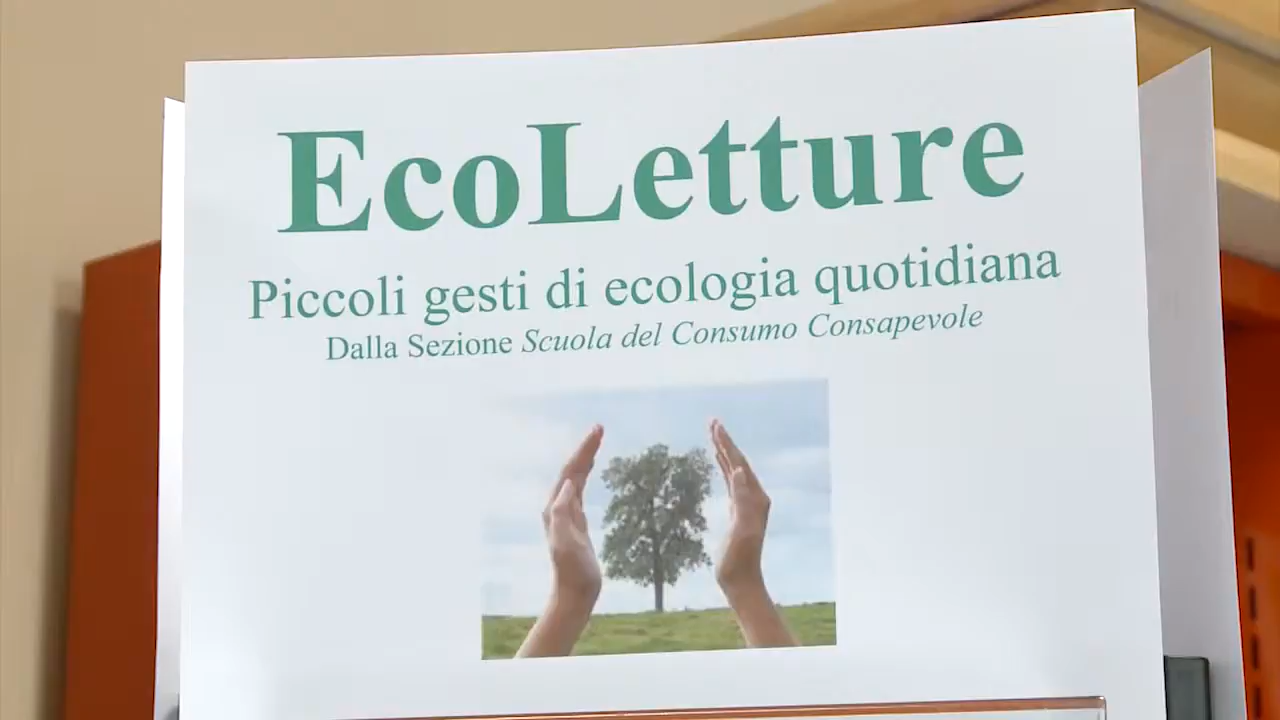 EcoLetture
Piccoli gesti di ecologia quotidiana
Dalla Sezione Scuola del Consumo Consapevole